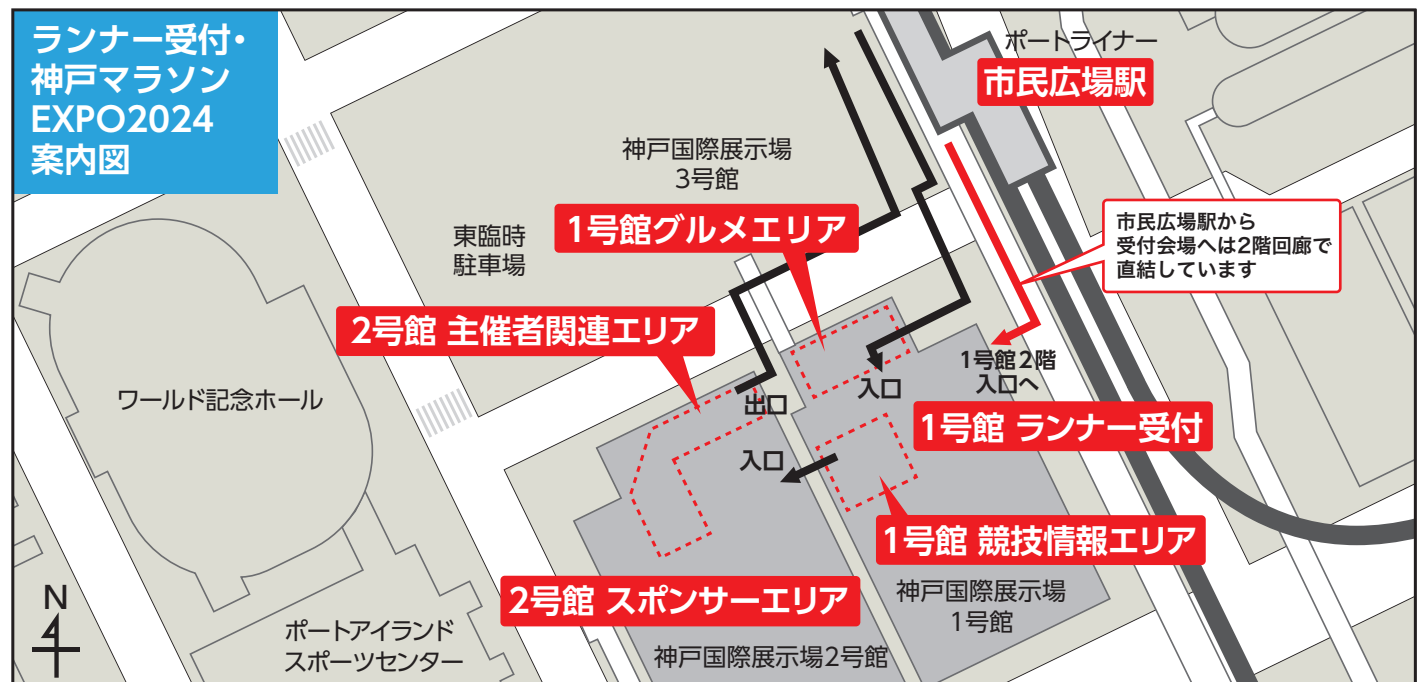 ランナー受付・
神戸マラソン
EXPO2024
案内図
ポートライナー
市民広場駅
神戸国際展示場
3号館
1号館グルメエリア
東臨時
駐車場
市民広場駅から
受付会場へは2階回廊で
直結しています
2号館 主催者関連エリア
1号館2階
入口へ
入口
出口
ワールド記念ホール
1号館 ランナー受付
入口
1号館 競技情報エリア
2号館 スポンサーエリア
神戸国際展示場
1号館
N
ポートアイランド
スポーツセンター
神戸国際展示場2号館